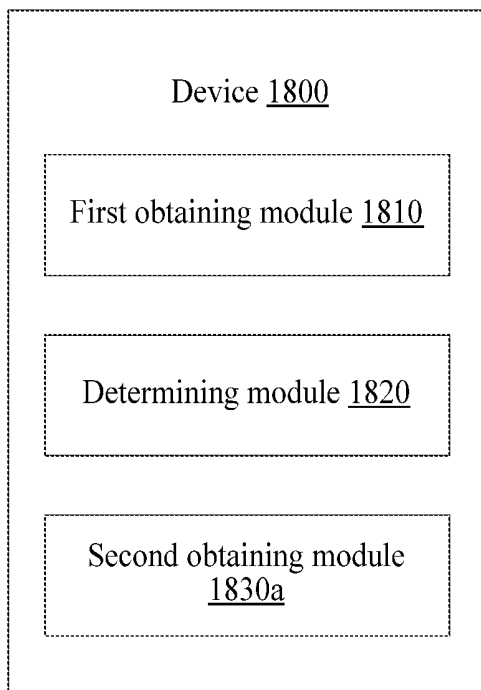 Device 1800
First obtaining module 1810
Determining module 1820
Second obtaining module
1830a